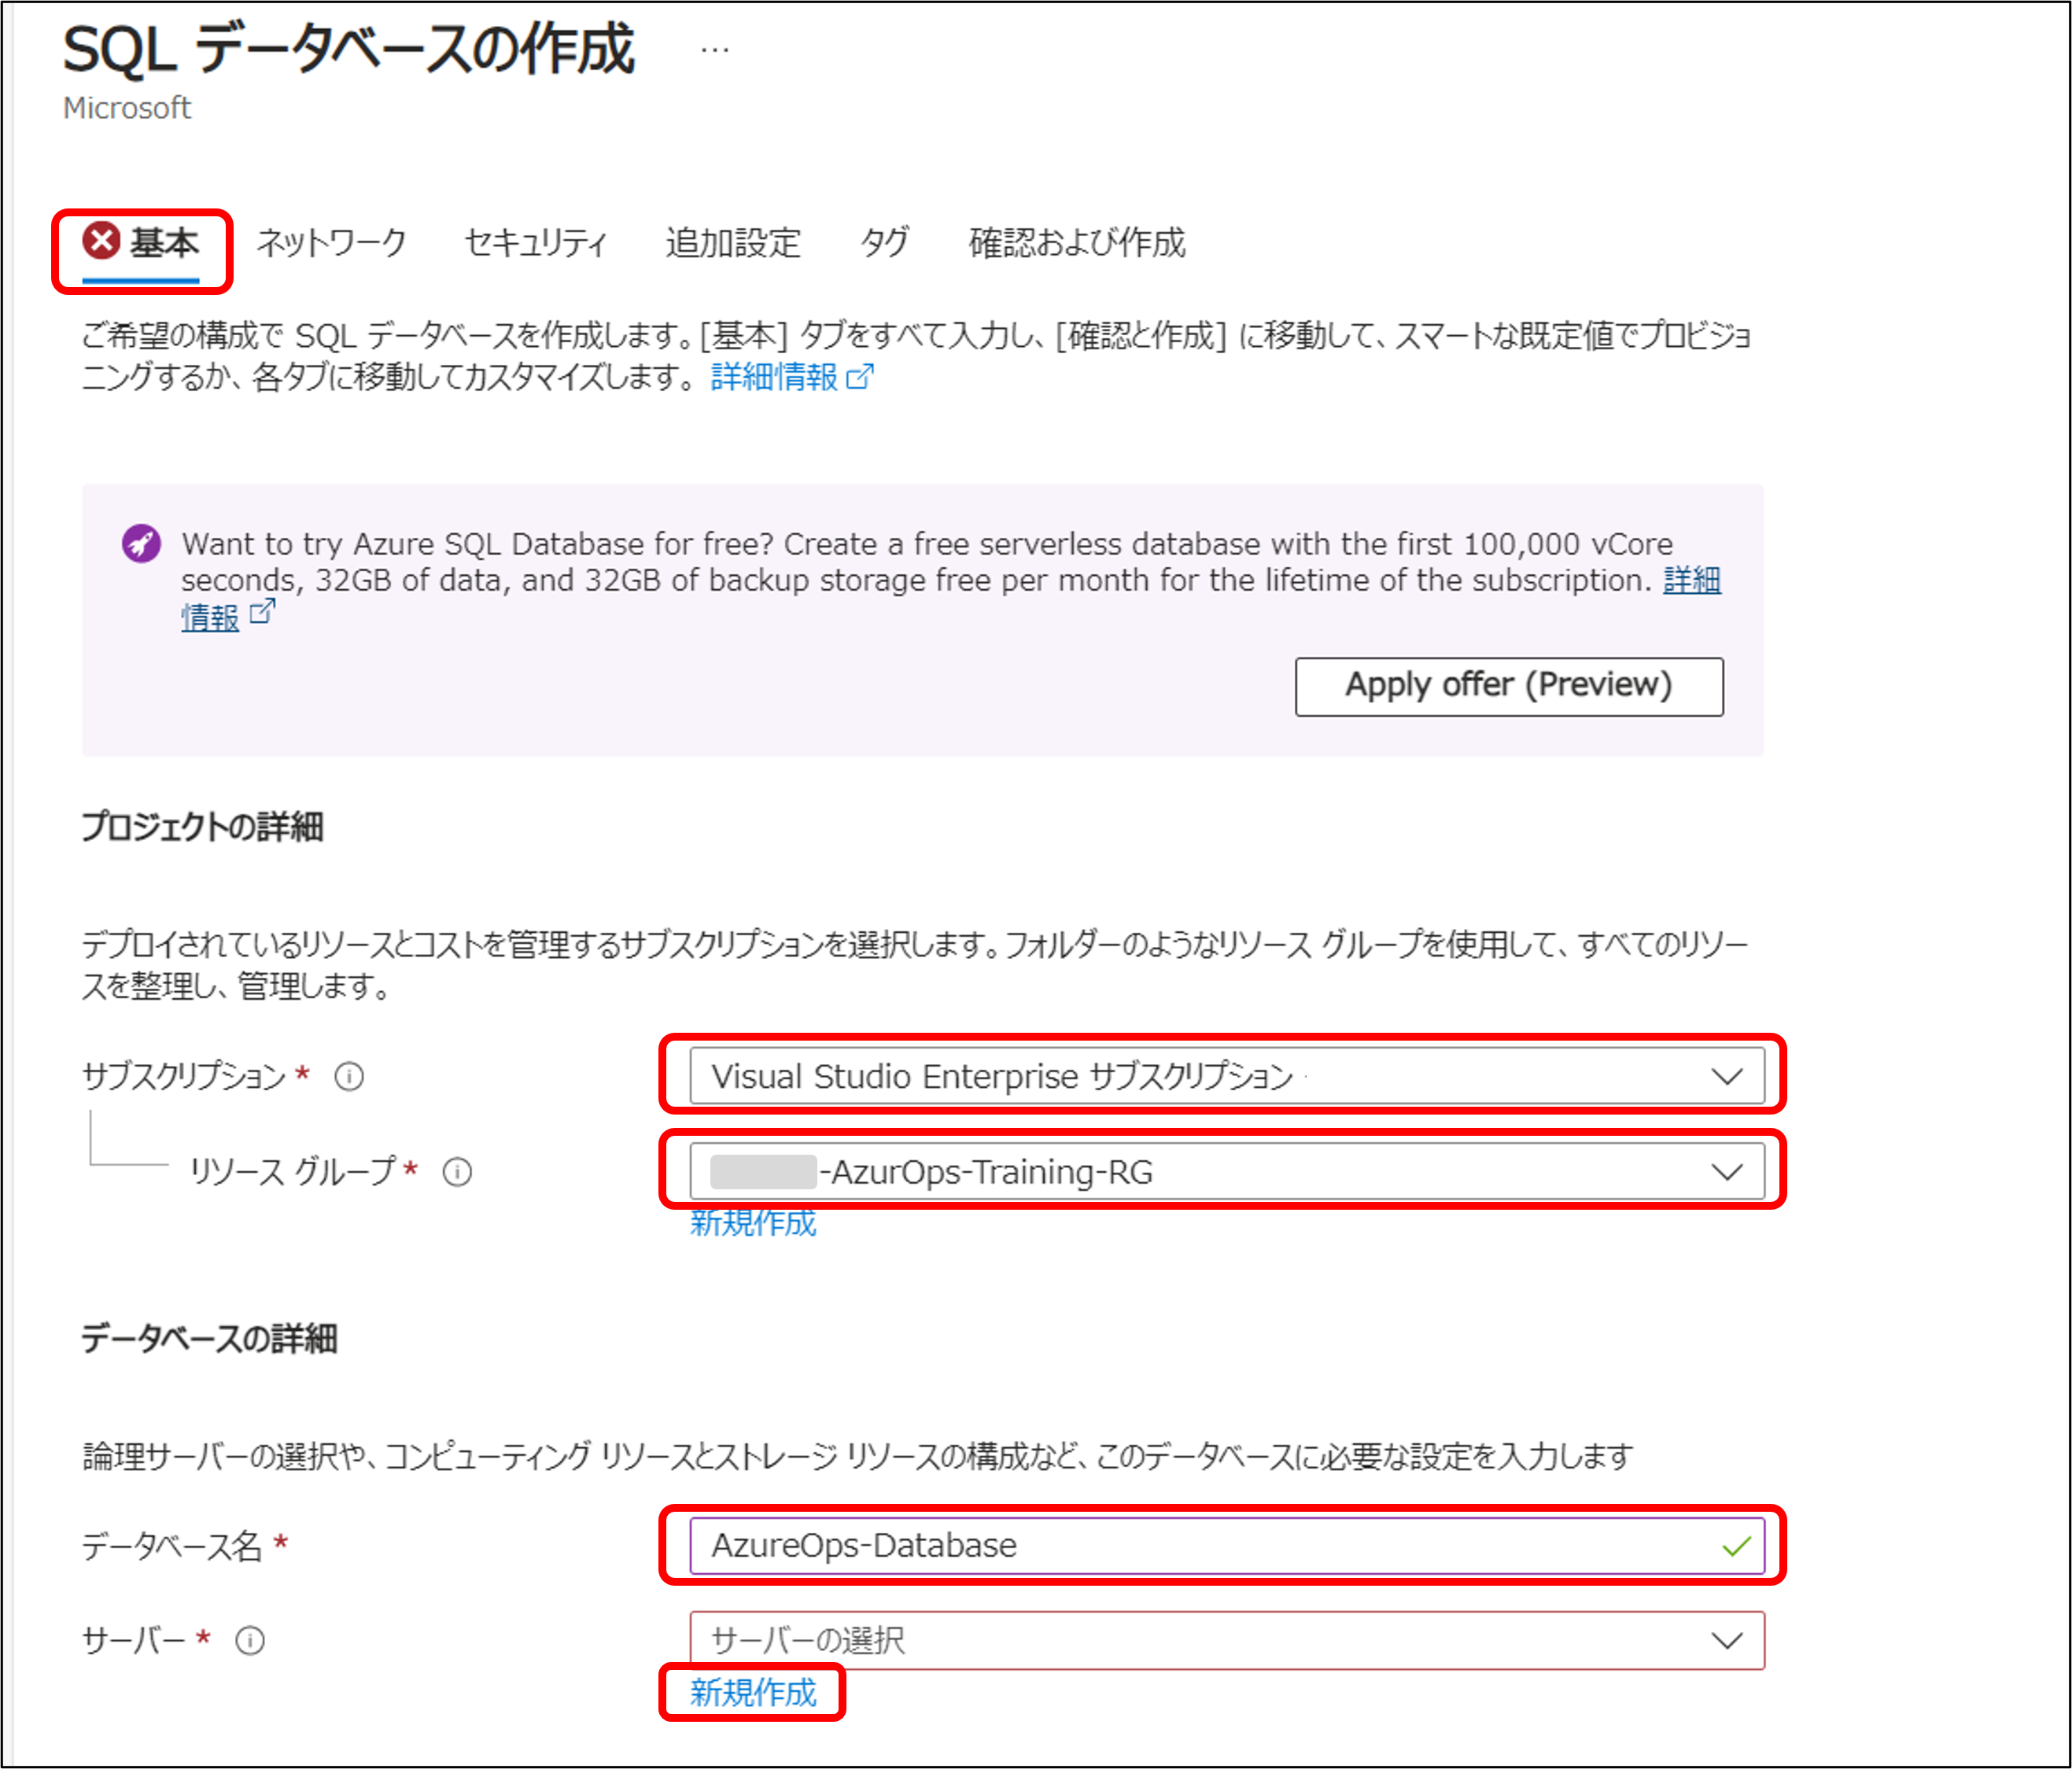 SQL データベースの作成 …
Microsoft
基本 ネットワーク セキュリティ 追加設定 タグ 確認および作成
ご希望の構成で SQL データベースを作成します。[基本] タブをすべて入力し、[確認と作成] に移動して、スマートな既定値でプロビジョ
ニングするか、各タブに移動してカスタマイズします。 詳細情報
Want to try Azure SQL Database for free? Create a free serverless database with the first 100,000 vCore
seconds, 32GB of data, and 32GB of backup storage free per month for the lifetime of the subscription. 詳細
情報
Apply offer (Preview)
プロジェクトの詳細
デプロイされているリソースとコストを管理するサブスクリプションを選択します。フォルダーのようなリソース グループを使用して、すべてのリソー
スを整理し、管理します。
サブスクリプション * Visual Studio Enterprise サブスクリプション
リソース グループ * -AzurOps-Training-RG
新規作成
データベースの詳細
論理サーバーの選択や、コンピューティング リソースとストレージ リソースの構成など、このデータベースに必要な設定を入力します
データベース名 * AzureOps-Database
サーバー * サーバーの選択
新規作成